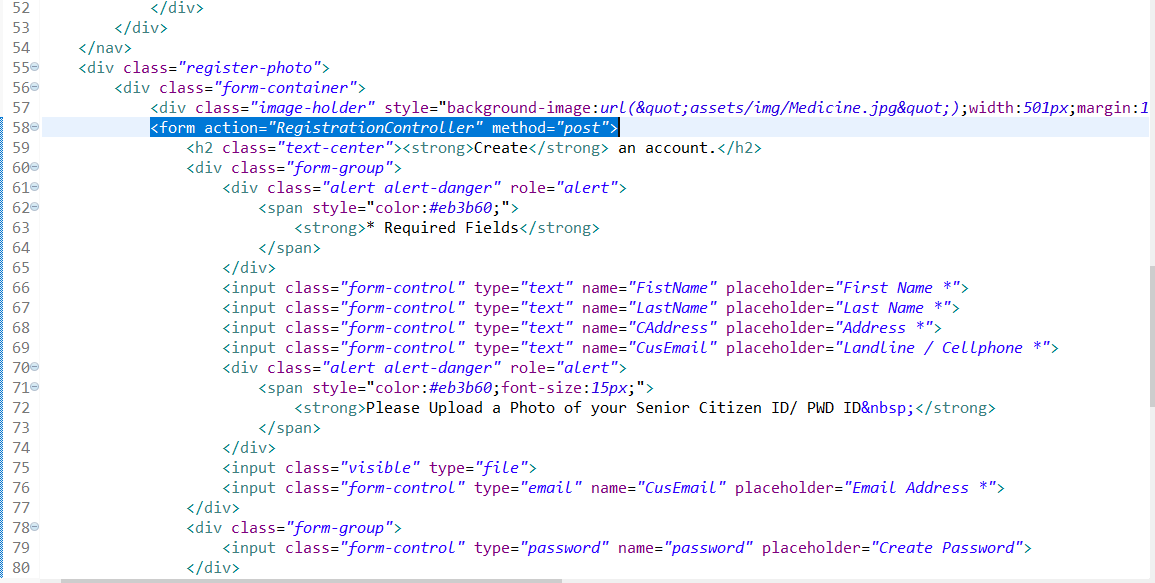 52 </div>
53 </div>
54 </nav>
55 <div class="register-photo">
56 <div class="form-container">
57 <div class="image-holder" style="background-image:url(&quot;assets/img/Medicine.jpg&quot;);width:501px;margin:1
58 <form action="RegistrationController" method="post">
59 <h2 class="text-center"><strong>Create</strong> an account.</h2>
60 <div class="form-group">
61 <div class="alert alert-danger" role="alert">
62 <span style="color:#eb3b60;">
63 <strong>* Required Fields</strong>
64 </span>
65 </div>
66 <input class="form-control" type="text" name="FistName" placeholder="First Name *">
67 <input class="form-control" type="text" name="LastName" placeholder="Last Name *">
68 <input class="form-control" type="text" name="CAddress" placeholder="Address *">
69 <input class="form-control" type="text" name="CusEmail" placeholder="Landline / Cellphone *">
70 <div class="alert alert-danger" role="alert">
71 <span style="color:#eb3b60;font-size:15px;">
72 <strong>Please Upload a Photo of your Senior Citizen ID/ PWD ID&nbsp;</strong>
73 </span>
74 </div>
75 <input class="visible" type="file">
76 <input class="form-control" type="email" name="CusEmail" placeholder="Email Address *">
77 </div>
78 <div class="form-group">
79 <input class="form-control" type="password" name="password" placeholder="Create Password">
80 </div>